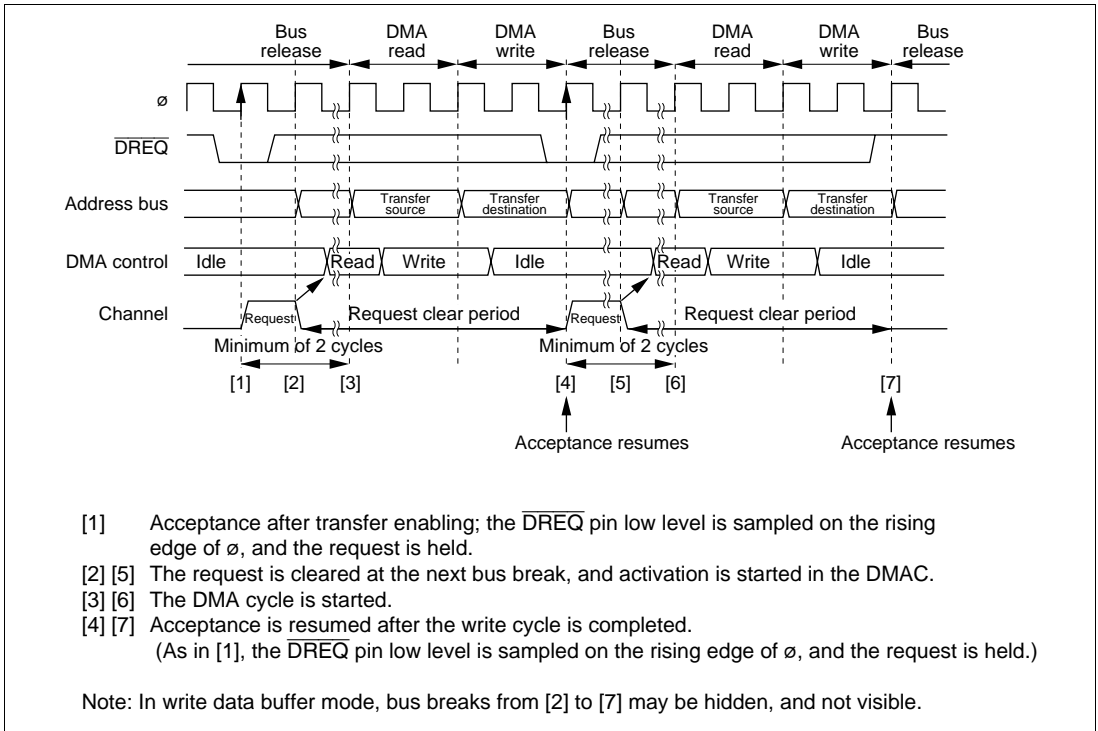 Bus release DMA read DMA write Bus release DMA read DMA write Bus release
ø
DREQ
Address bus Transfer source Transfer destination Transfer source Transfer destination
DMA control Idle Read Write Idle Read Write Idle
Channel Request Request clear period Request Request clear period
Minimum of 2 cycles Minimum of 2 cycles
[1] [2] [3] [4] [5] [6] [7]
Acceptance resumes Acceptance resumes
[1] Acceptance after transfer enabling; the DREQ pin low level is sampled on the rising
edge of ø, and the request is held.
[2] [5] The request is cleared at the next bus break, and activation is started in the DMAC.
[3] [6] The DMA cycle is started.
[4] [7] Acceptance is resumed after the write cycle is completed.
(As in [1], the DREQ pin low level is sampled on the rising edge of ø, and the request is held.)
Note: In write data buffer mode, bus breaks from [2] to [7] may be hidden, and not visible.